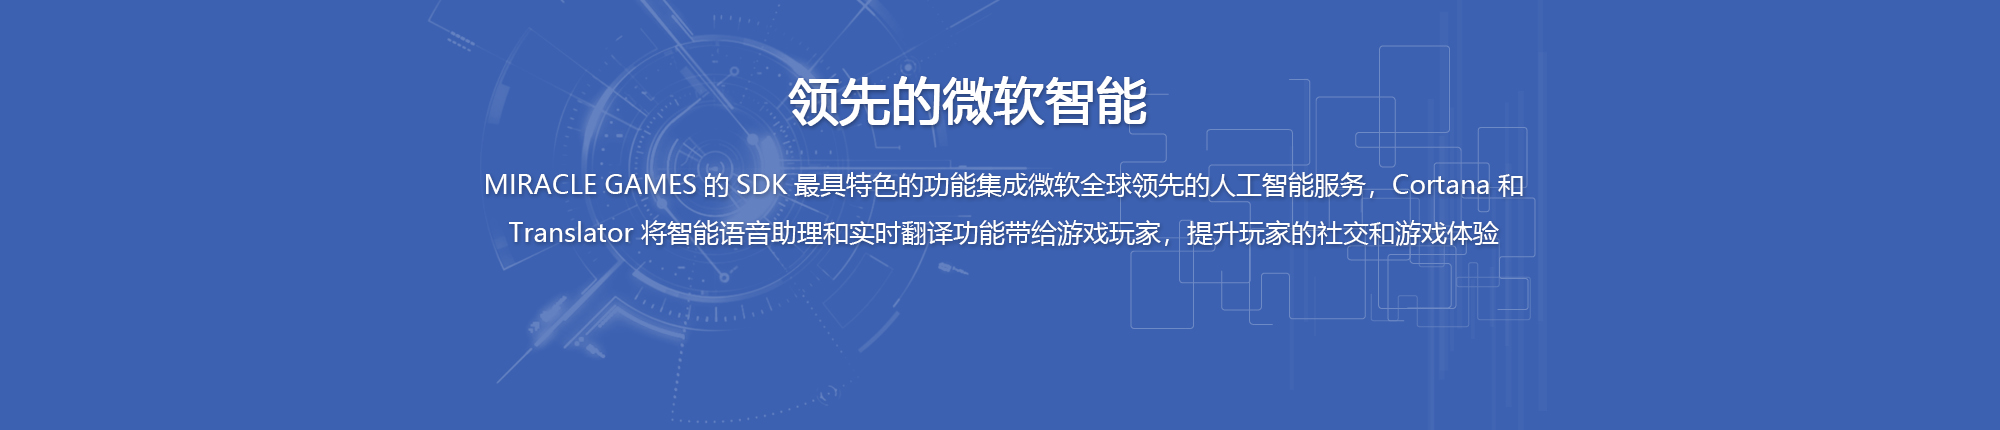 领先的微软智能
MIRACLE GAMES 的 SDK 最具特色的功能集成微软全球领先的人工智能服务，Cortana 和
Translator 将智能语音助理和实时翻译功能带给游戏玩家，提升玩家的社交和游戏体验